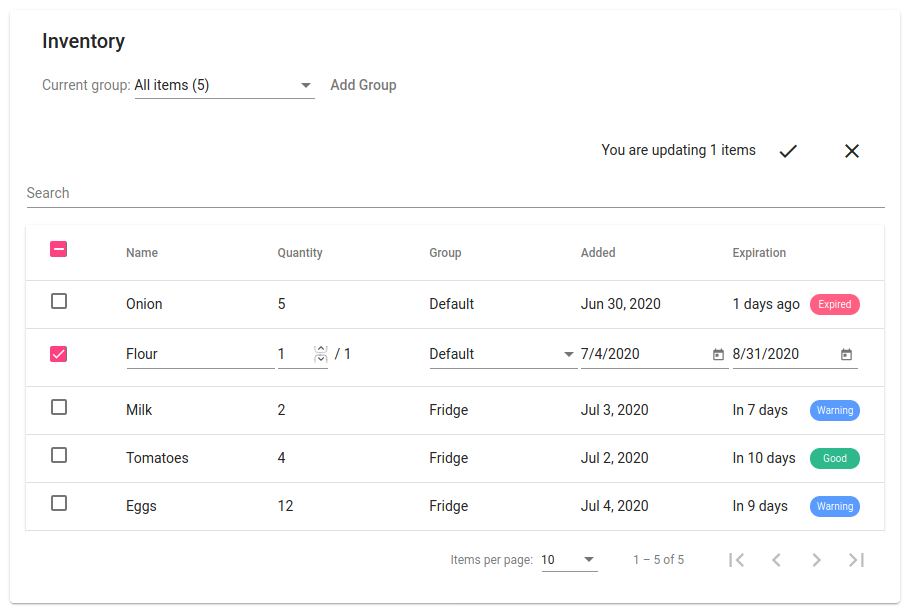 Inventory
Current group: All items (5) Add Group
You are updating 1 items
Search
Name Quantity Group Added Expiration
Onion 5 Default Jun 30, 2020 1 days ago Expired
Flour 1 / 1 Default 7/4/2020 8/31/2020
Milk 2 Fridge Jul 3, 2020 In 7 days Warning
Tomatoes 4 Fridge Jul 2, 2020 In 10 days Good
Eggs 12 Fridge Jul 4, 2020 In 9 days Warning
Items per page: 10 1 – 5 of 5